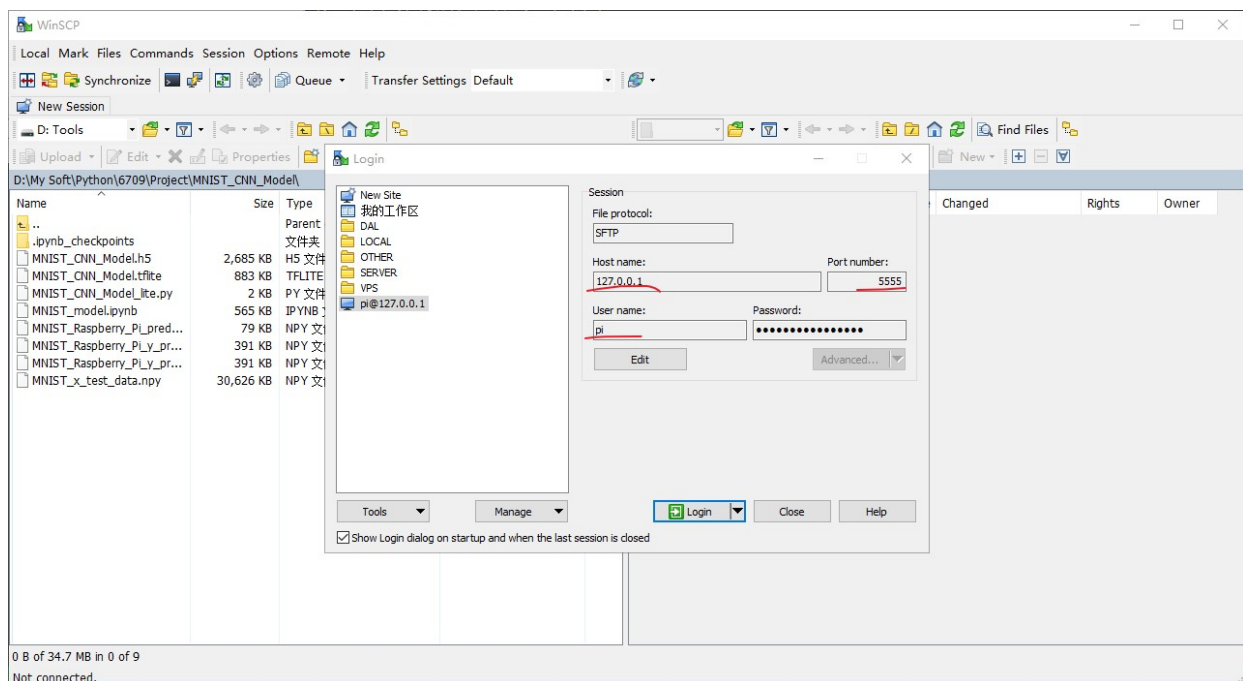 WinSCP
Local Mark Files Commands Session Options Remote Help
Synchronize Queue Transfer Settings Default
New Session
D: Tools Find Files
Upload Edit Properties New
D:\My Soft\Python\6709\Project\MNIST_CNN_Model\
Name Size Type Changed Rights Owner
.. Parent
.ipynb_checkpoints 文件夹
MNIST_CNN_Model.h5 2,685 KB H5 文件
MNIST_CNN_Model.tflite 883 KB TFLITE
MNIST_CNN_Model_lite.py 2 KB PY 文件
MNIST_model.ipynb 565 KB IPYNB
MNIST_Raspberry_Pi_pred... 79 KB NPY 文
MNIST_Raspberry_Pi_y_pr... 391 KB NPY 文
MNIST_Raspberry_Pi_y_pr... 391 KB NPY 文
MNIST_x_test_data.npy 30,626 KB NPY 文
Login
New Site
我的工作区
DAL
LOCAL
OTHER
SERVER
VPS
pi@127.0.0.1
Session
File protocol:
SFTP
Host name: Port number:
127.0.0.1 5555
User name: Password:
pi ••••••••••••••••
Edit Advanced...
Tools Manage Login Close Help
Show Login dialog on startup and when the last session is closed
0 B of 34.7 MB in 0 of 9
Not connected.